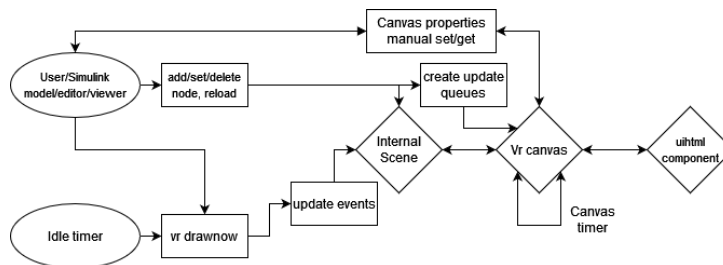 Canvas properties
manual set/get
User/Simulink
model/editor/viewer
add/set/delete
node, reload
create update
queues
Internal
Scene
Vr canvas
uihtml
component
update events
Canvas
timer
Idle timer
vr drawnow